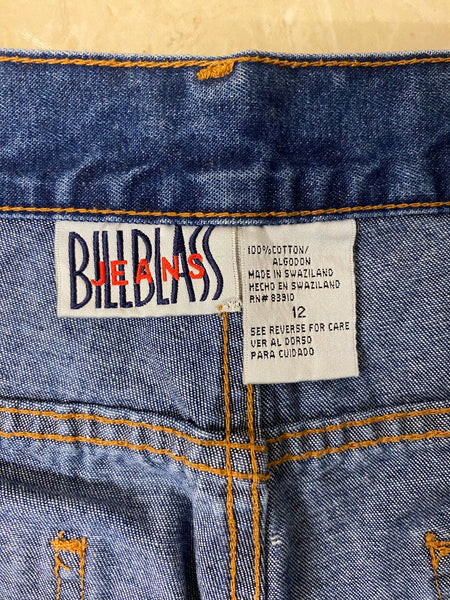 BILLBLASS
JEANS
100% COTTON/
ALGODON
MADE IN SWAZILAND
HECHO EN SWAZILAND
RN# 83910
12
SEE REVERSE FOR CARE
VER AL DORSO
PARA CUIDADO